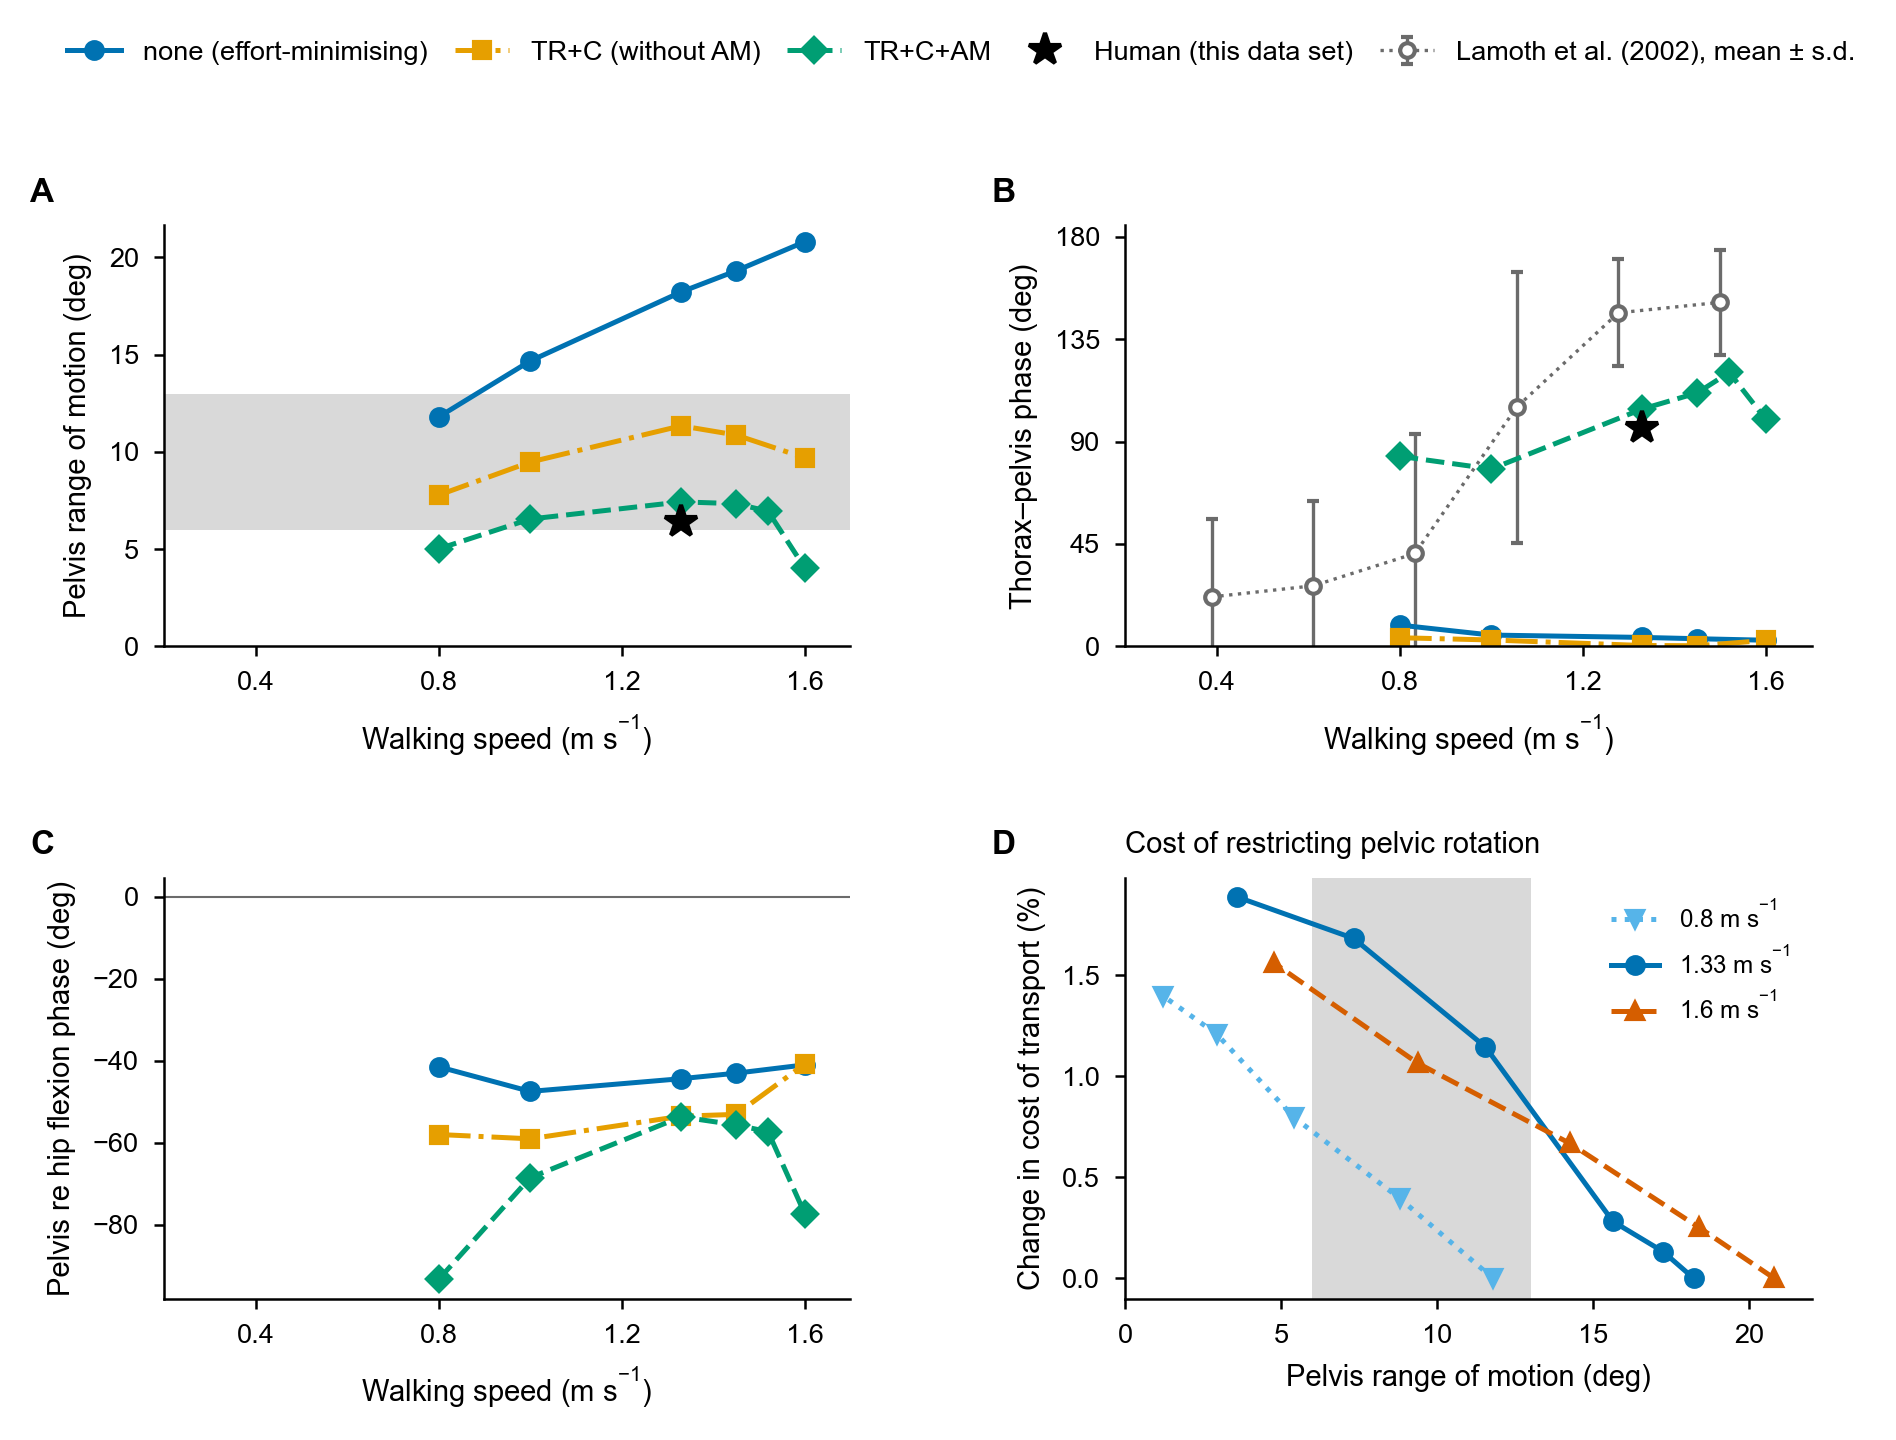 none (effort-minimising) TR+C (without AM) TR+C+AM Human (this data set) Lamoth et al. (2002), mean ± s.d.
A
Pelvis range of motion (deg)
20
15
10
5
0
0.4 0.8 1.2 1.6
Walking speed (m s⁻¹)
B
Thorax–pelvis phase (deg)
180
135
90
45
0
0.4 0.8 1.2 1.6
Walking speed (m s⁻¹)
C
Pelvis re hip flexion phase (deg)
0
−20
−40
−60
−80
0.4 0.8 1.2 1.6
Walking speed (m s⁻¹)
D
Cost of restricting pelvic rotation
Change in cost of transport (%)
1.5
1.0
0.5
0.0
0.8 m s⁻¹
1.33 m s⁻¹
1.6 m s⁻¹
0 5 10 15 20
Pelvis range of motion (deg)